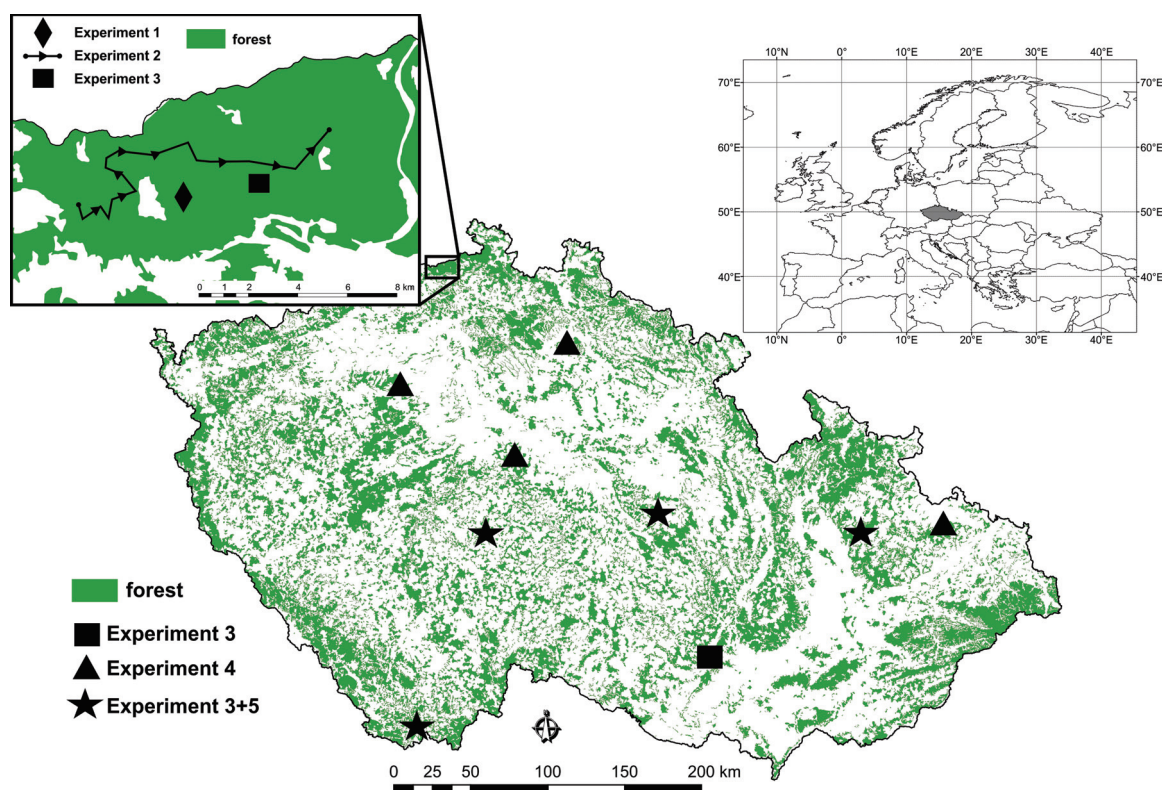 Experiment 1
Experiment 2
Experiment 3
forest
0 1 2 4 6 8 km
10°N 0° 10°E 20°E 30°E 40°E
70°E 70°E
60°E 60°E
50°E 50°E
40°E 40°E
10°N 0° 10°E 20°E 30°E 40°E
forest
Experiment 3
Experiment 4
Experiment 3+5
0 25 50 100 150 200 km